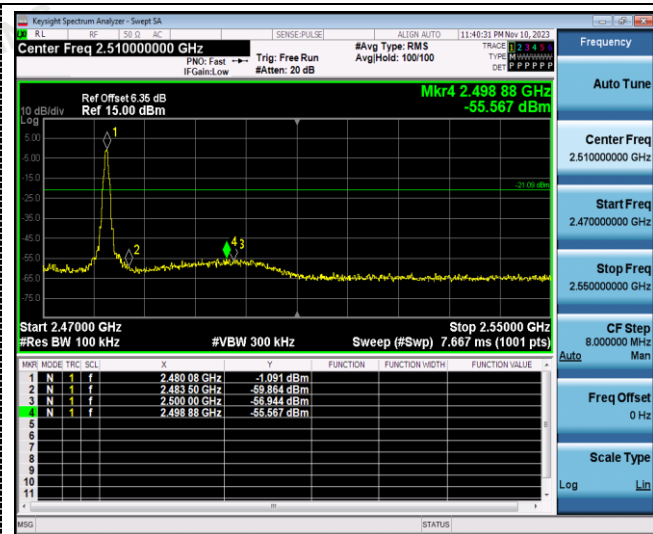 Keysight Spectrum Analyzer - Swept SA
RL RF 50 Ω AC SENSE:PULSE ALIGN AUTO 11:40:31 PM Nov 10, 2023
Center Freq 2.510000000 GHz
PNO: Fast
IFGain:Low
Trig: Free Run
#Atten: 20 dB
#Avg Type: RMS
Avg|Hold: 100/100
TRACE 1 2 3 4 5 6
TYPE MWWWWW
DET P P P P P P
Ref Offset 6.35 dB
10 dB/div Ref 15.00 dBm
Log
Mkr4 2.498 88 GHz
-55.567 dBm
5.00
-5.00
-15.0
-25.0
-35.0
-45.0
-55.0
-65.0
-75.0
1
2
4
3
-21.09 dBm
Start 2.47000 GHz Stop 2.55000 GHz
#Res BW 100 kHz #VBW 300 kHz Sweep (#Swp) 7.667 ms (1001 pts)
MKR MODE TRC SCL X Y FUNCTION FUNCTION WIDTH FUNCTION VALUE
1 N 1 f 2.480 08 GHz -1.091 dBm
2 N 1 f 2.483 50 GHz -59.864 dBm
3 N 1 f 2.500 00 GHz -56.944 dBm
4 N 1 f 2.498 88 GHz -55.567 dBm
5
6
7
8
9
10
11
MSG STATUS
Frequency
Auto Tune
Center Freq
2.510000000 GHz
Start Freq
2.470000000 GHz
Stop Freq
2.550000000 GHz
CF Step
8.000000 MHz
Auto Man
Freq Offset
0 Hz
Scale Type
Log Lin